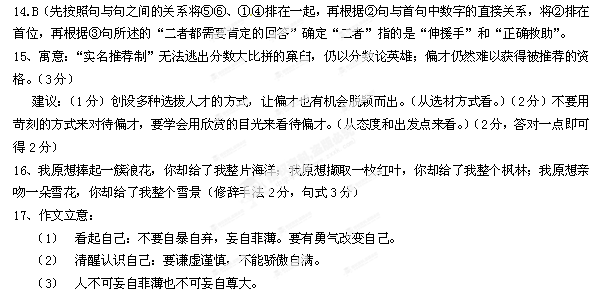 14.B（先按照句与句之间的关系将⑤⑥、①④排在一起，再根据②句与首句中数字的直接关系，将②排在
首位，再根据③句所述的“二者都需要肯定的回答”确定“二者”指的是“伸援手”和“正确救助”。
15、寓意：“实名推荐制”无法逃出分数大比拼的窠臼，仍以分数论英雄；偏才仍然难以获得被推荐的资
格。（3分）
建议：（1分）创设多种选拨人才的方式，让偏才也有机会脱颖而出。（从选材方式看。）（2分）不要用
苛刻的方式来对待偏才，要学会用欣赏的目光来看待偏才。（从态度和出发点来看。）（2分，答对一点即可
得2分）
16、我原想捧起一簇浪花，你却给了我整片海洋；我原想撷取一枚红叶，你却给了我整个枫林；我原想亲
吻一朵雪花，你却给了我整个雪景（修辞手法2分，句式3分）
17、作文立意：
（1） 看起自己：不要自暴自弃，妄自菲薄。要有勇气改变自己。
（2） 清醒认识自己：要谦虚谨慎，不能骄傲自满。
（3） 人不可妄自菲薄也不可妄自尊大。